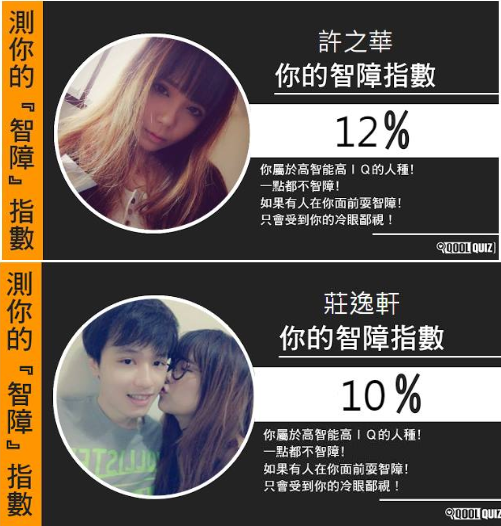 測你的『智障』指數
許之華
你的智障指數
12%
你屬於高智能高IQ的人種!
一點都不智障!
如果有人在你面前耍智障!
只會受到你的冷眼鄙視!
QOOL QUIZ
測你的『智障』指數
莊逸軒
你的智障指數
10%
你屬於高智能高IQ的人種!
一點都不智障!
如果有人在你面前耍智障!
只會受到你的冷眼鄙視!
QOOL QUIZ